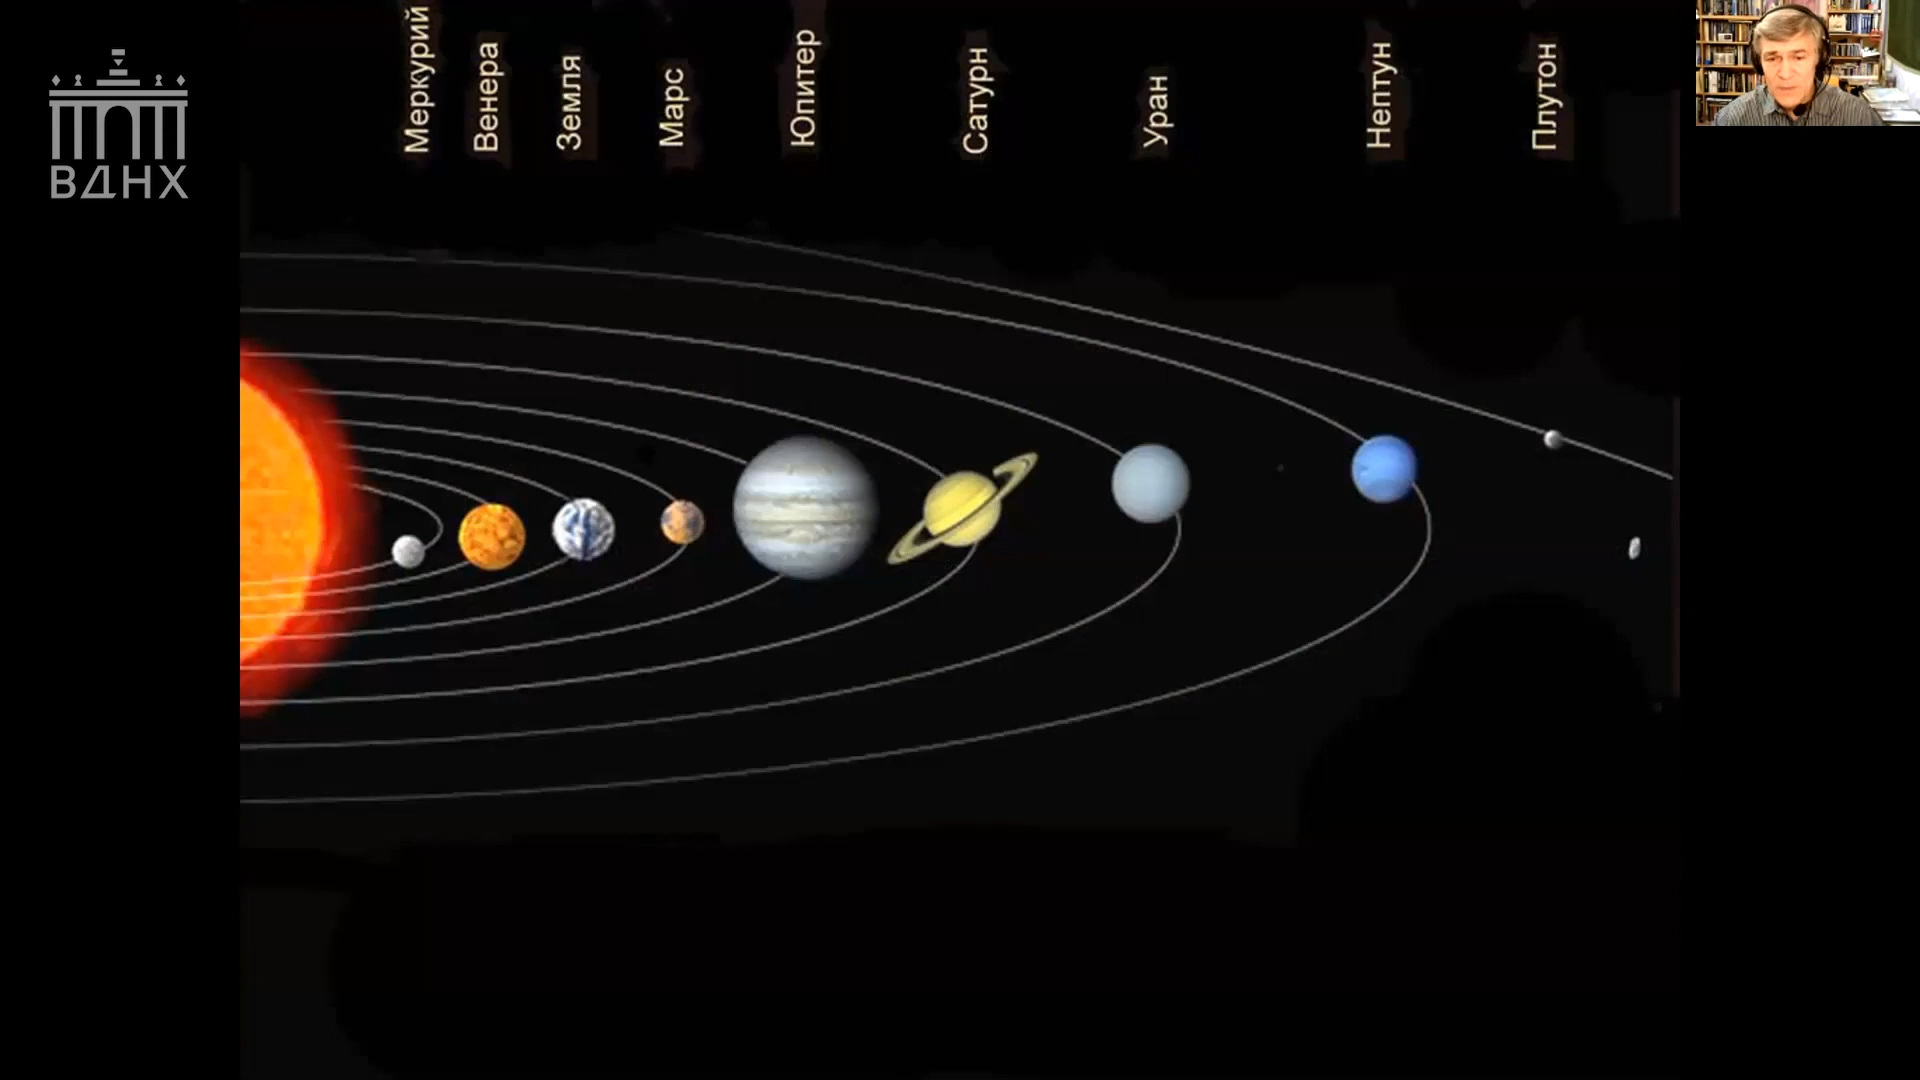 ВДНХ
Меркурий
Венера
Земля
Марс
Юпитер
Сатурн
Уран
Нептун
Плутон